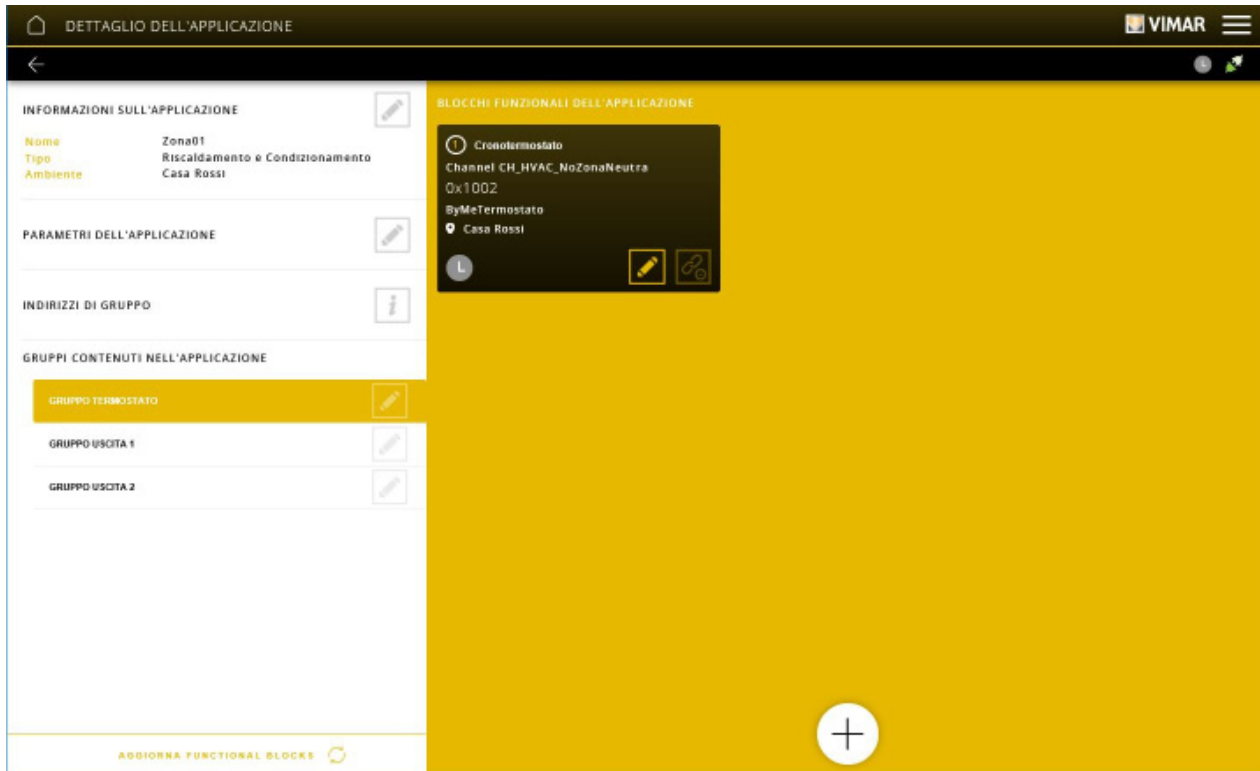 DETTAGLIO DELL'APPLICAZIONE
VIMAR
INFORMAZIONI SULL'APPLICAZIONE
Nome Zona01
Tipo Riscaldamento e Condizionamento
Ambiente Casa Rossi
PARAMETRI DELL'APPLICAZIONE
INDIRIZZI DI GRUPPO
i
GRUPPI CONTENUTI NELL'APPLICAZIONE
GRUPPO TERMOSTATO
GRUPPO USCITA 1
GRUPPO USCITA 2
AGGIORNA FUNCTIONAL BLOCKS
L
BLOCCHI FUNZIONALI DELL'APPLICAZIONE
1 Cronotermostato
Channel CH_HVAC_NoZonaNeutra
0x1002
ByMeTermostato
Casa Rossi
L